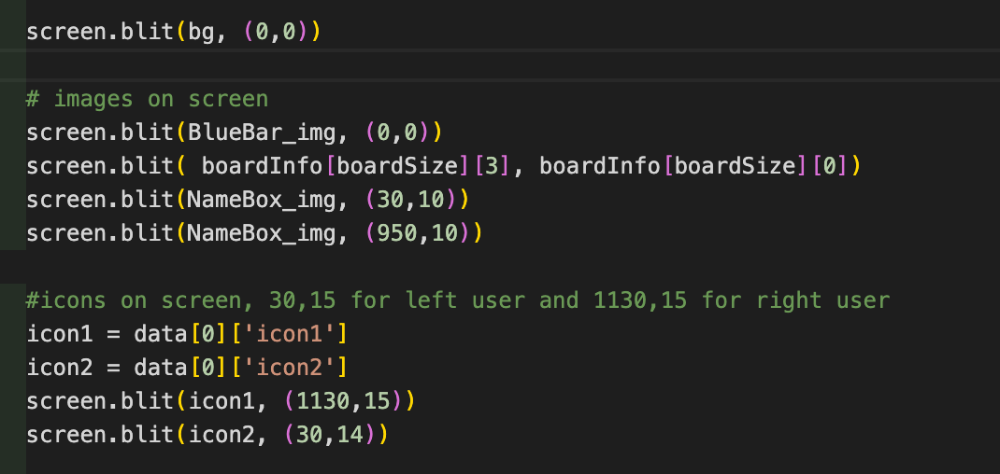 screen.blit(bg, (0,0))
# images on screen
screen.blit(BlueBar_img, (0,0))
screen.blit( boardInfo[boardSize][3], boardInfo[boardSize][0])
screen.blit(NameBox_img, (30,10))
screen.blit(NameBox_img, (950,10))
#icons on screen, 30,15 for left user and 1130,15 for right user
icon1 = data[0]['icon1']
icon2 = data[0]['icon2']
screen.blit(icon1, (1130,15))
screen.blit(icon2, (30,14))